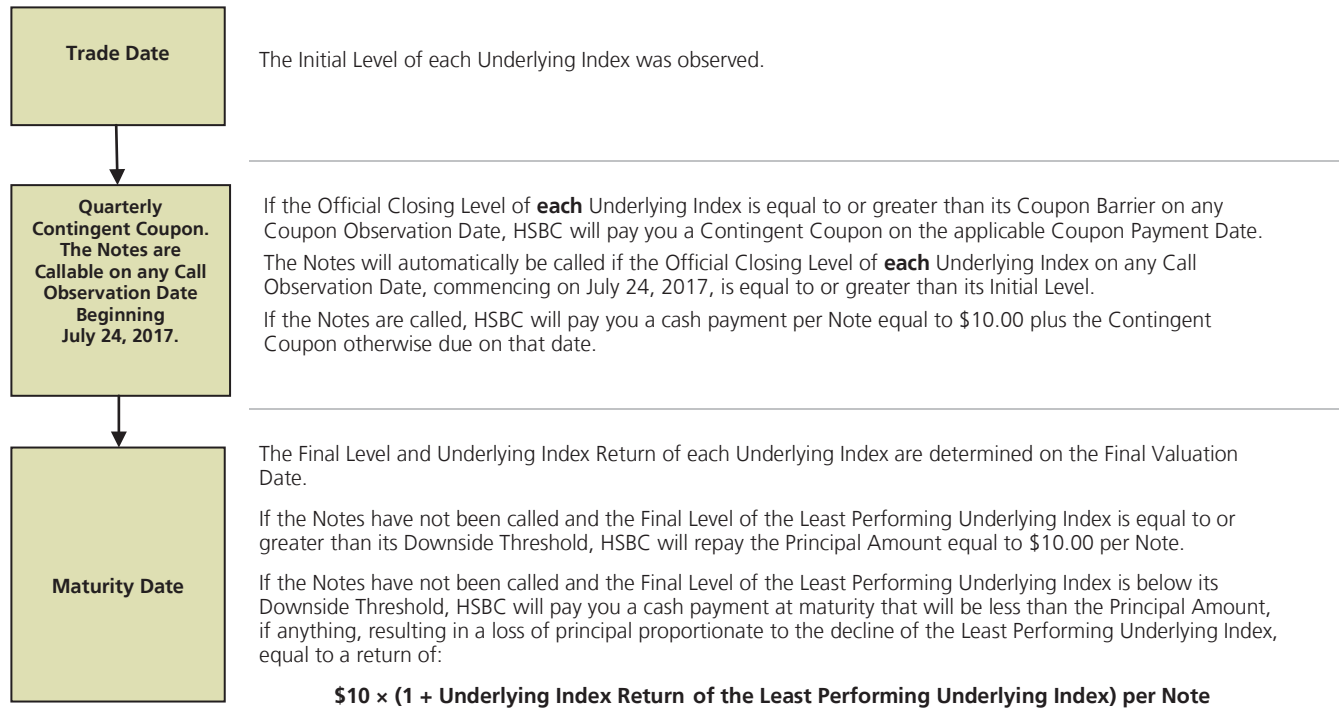 Trade Date
The Initial Level of each Underlying Index was observed.
Quarterly
Contingent Coupon.
The Notes are
Callable on any Call
Observation Date
Beginning
July 24, 2017.
If the Official Closing Level of each Underlying Index is equal to or greater than its Coupon Barrier on any
Coupon Observation Date, HSBC will pay you a Contingent Coupon on the applicable Coupon Payment Date.
The Notes will automatically be called if the Official Closing Level of each Underlying Index on any Call
Observation Date, commencing on July 24, 2017, is equal to or greater than its Initial Level.
If the Notes are called, HSBC will pay you a cash payment per Note equal to $10.00 plus the Contingent
Coupon otherwise due on that date.
Maturity Date
The Final Level and Underlying Index Return of each Underlying Index are determined on the Final Valuation
Date.
If the Notes have not been called and the Final Level of the Least Performing Underlying Index is equal to or
greater than its Downside Threshold, HSBC will repay the Principal Amount equal to $10.00 per Note.
If the Notes have not been called and the Final Level of the Least Performing Underlying Index is below its
Downside Threshold, HSBC will pay you a cash payment at maturity that will be less than the Principal Amount,
if anything, resulting in a loss of principal proportionate to the decline of the Least Performing Underlying Index,
equal to a return of:
$10 × (1 + Underlying Index Return of the Least Performing Underlying Index) per Note